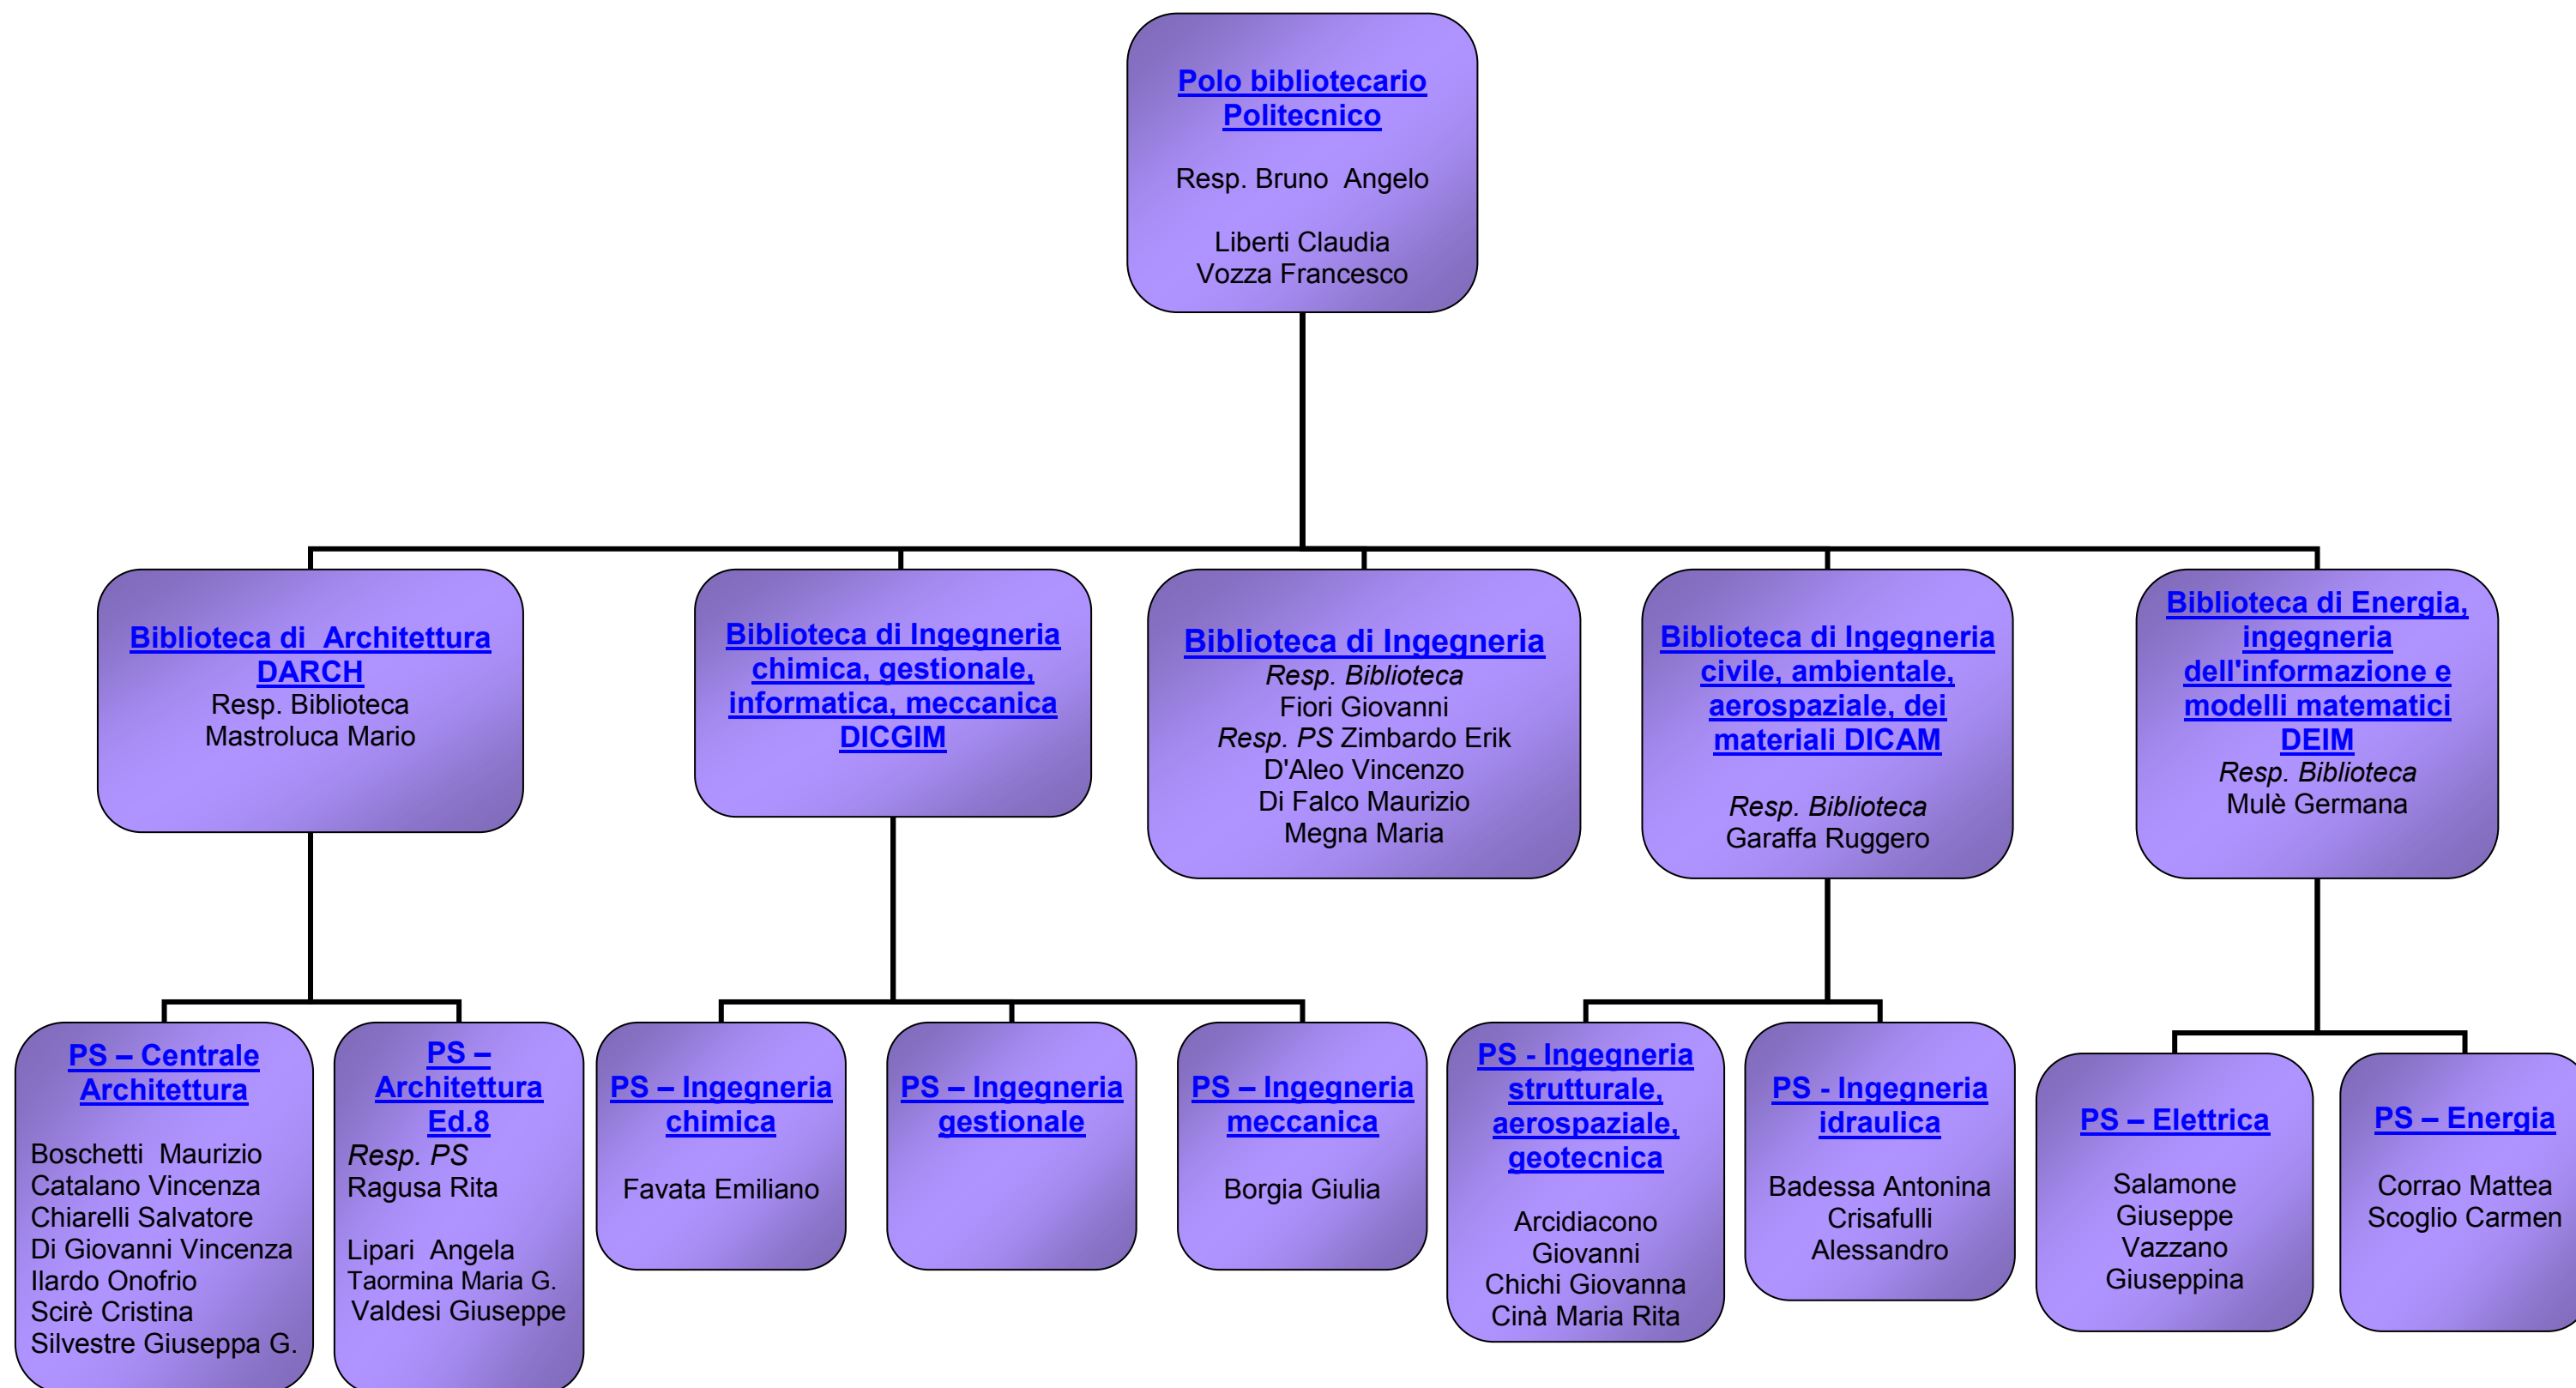 Polo bibliotecario
Politecnico
Resp. Bruno  Angelo
Liberti Claudia
Vozza Francesco
Biblioteca di  Architettura
DARCH
Resp. Biblioteca
Mastroluca Mario
Biblioteca di Ingegneria
chimica, gestionale,
informatica, meccanica
DICGIM
Biblioteca di Ingegneria
Resp. Biblioteca
Fiori Giovanni
Resp. PS Zimbardo Erik
D'Aleo Vincenzo
Di Falco Maurizio
Megna Maria
Biblioteca di Ingegneria
civile, ambientale,
aerospaziale, dei
materiali DICAM
Resp. Biblioteca
Garaffa Ruggero
Biblioteca di Energia,
ingegneria
dell'informazione e
modelli matematici
DEIM
Resp. Biblioteca
Mulè Germana
PS – Centrale
Architettura
Boschetti  Maurizio
Catalano Vincenza
Chiarelli Salvatore
Di Giovanni Vincenza
Ilardo Onofrio
Scirè Cristina
Silvestre Giuseppa G.
PS –
Architettura
Ed.8
Resp. PS
Ragusa Rita
Lipari  Angela
Taormina Maria G.
Valdesi Giuseppe
PS – Ingegneria
chimica
Favata Emiliano
PS – Ingegneria
gestionale
PS – Ingegneria
meccanica
Borgia Giulia
PS - Ingegneria
strutturale,
aerospaziale,
geotecnica
Arcidiacono
Giovanni
Chichi Giovanna
Cinà Maria Rita
PS - Ingegneria
idraulica
Badessa Antonina
Crisafulli
Alessandro
PS – Elettrica
Salamone
Giuseppe
Vazzano
Giuseppina
PS – Energia
Corrao Mattea
Scoglio Carmen